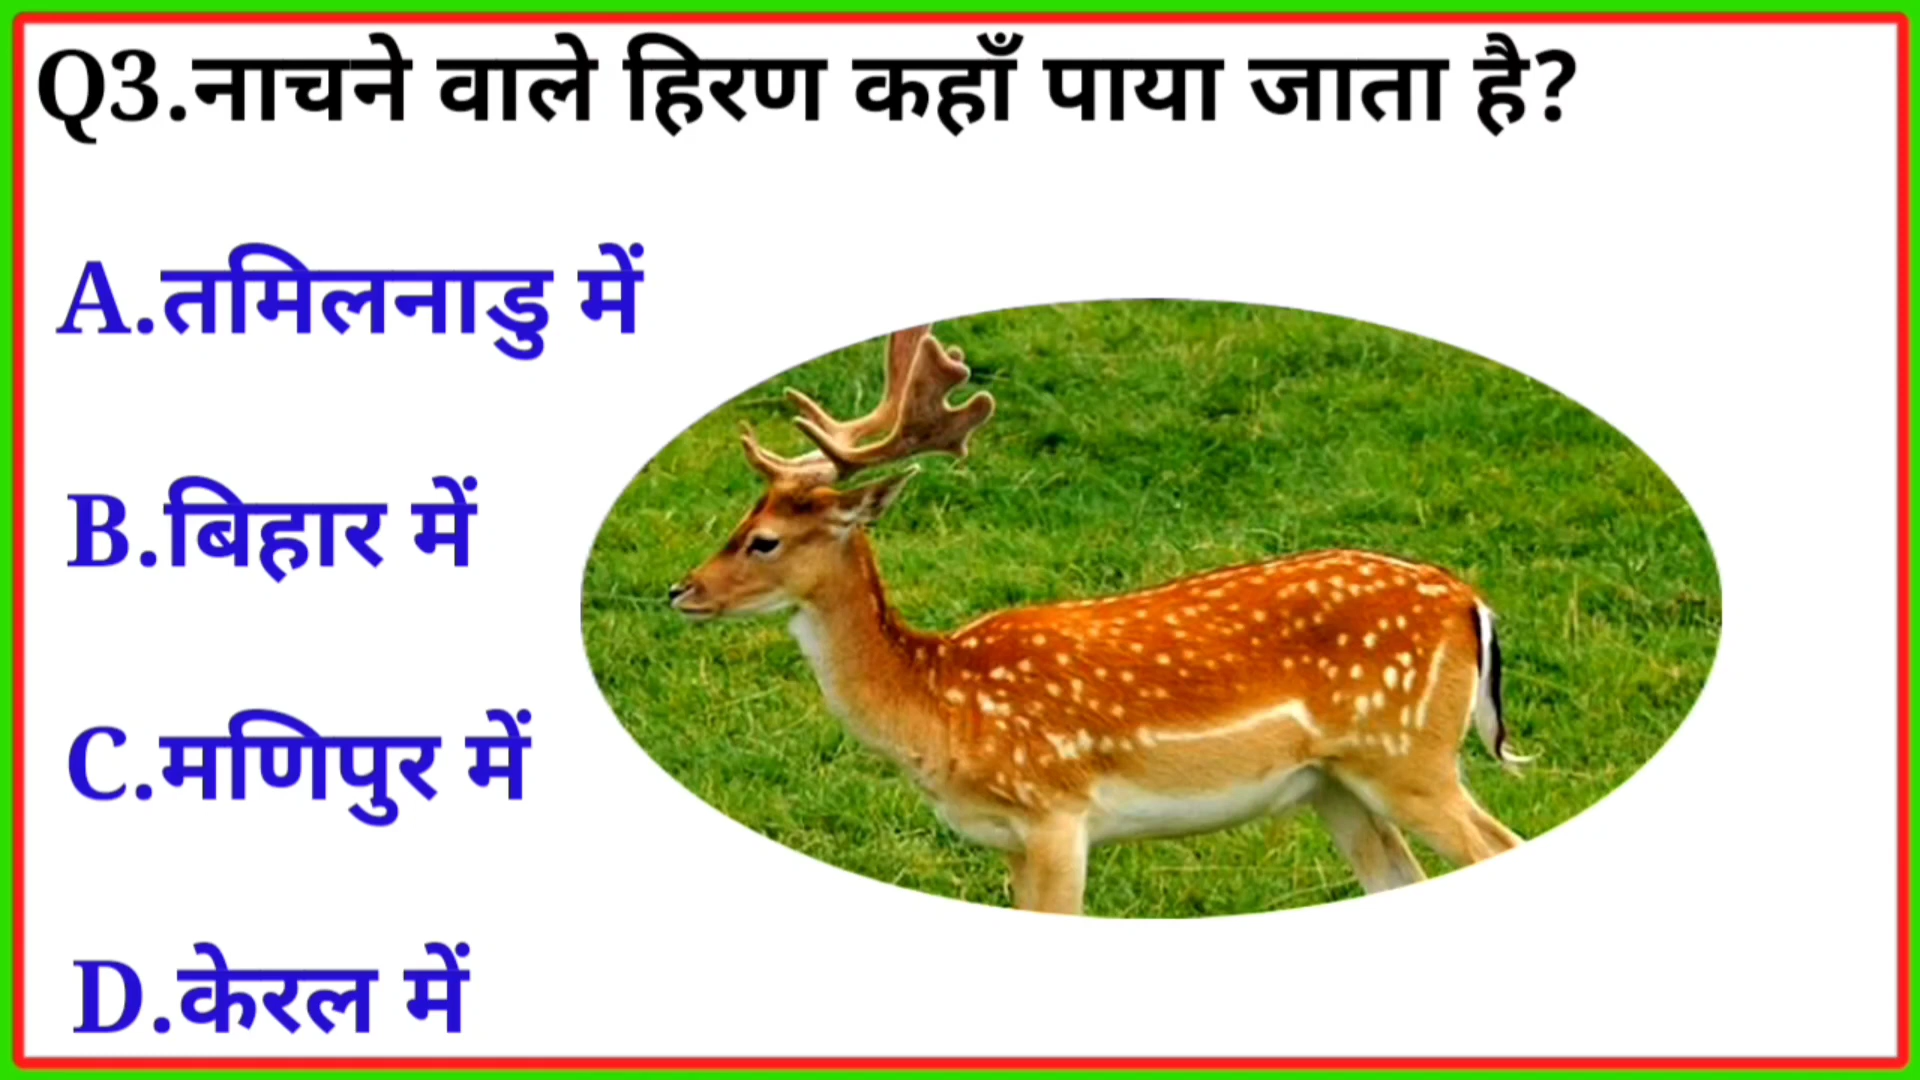 Q3.नाचने वाले हिरण कहाँ पाया जाता है?
A.तमिलनाडु में
B.बिहार में
C.मणिपुर में
D.केरल में